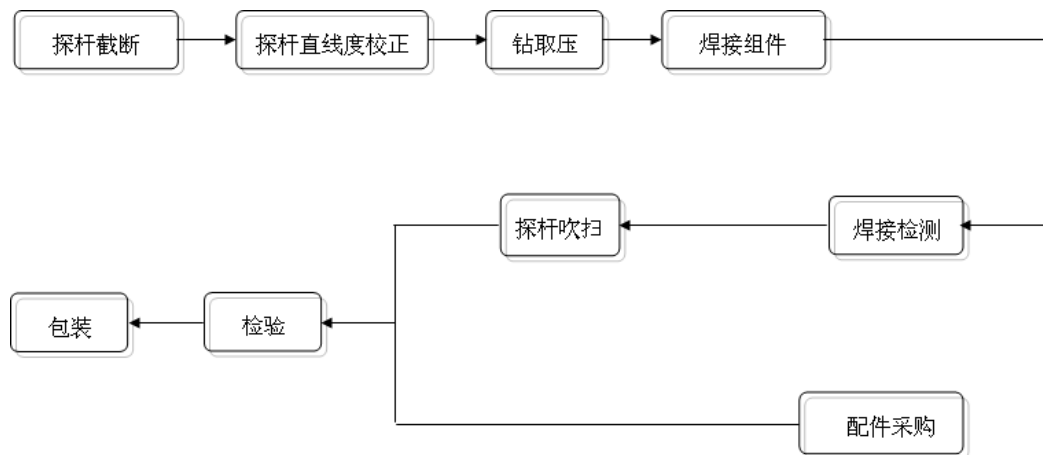 探杆截断
探杆直线度校正
钻取压
焊接组件
探杆吹扫
焊接检测
包装
检验
配件采购